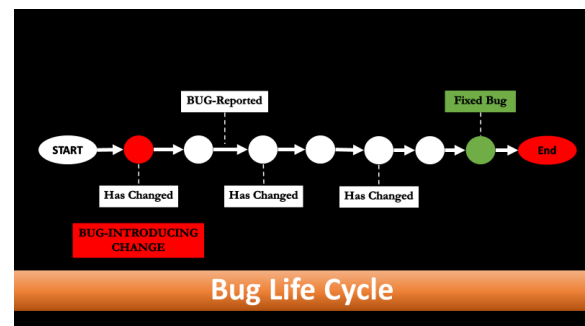 BUG-Reported
Fixed Bug
START
End
Has Changed
Has Changed
Has Changed
BUG-INTRODUCING
CHANGE
Bug Life Cycle